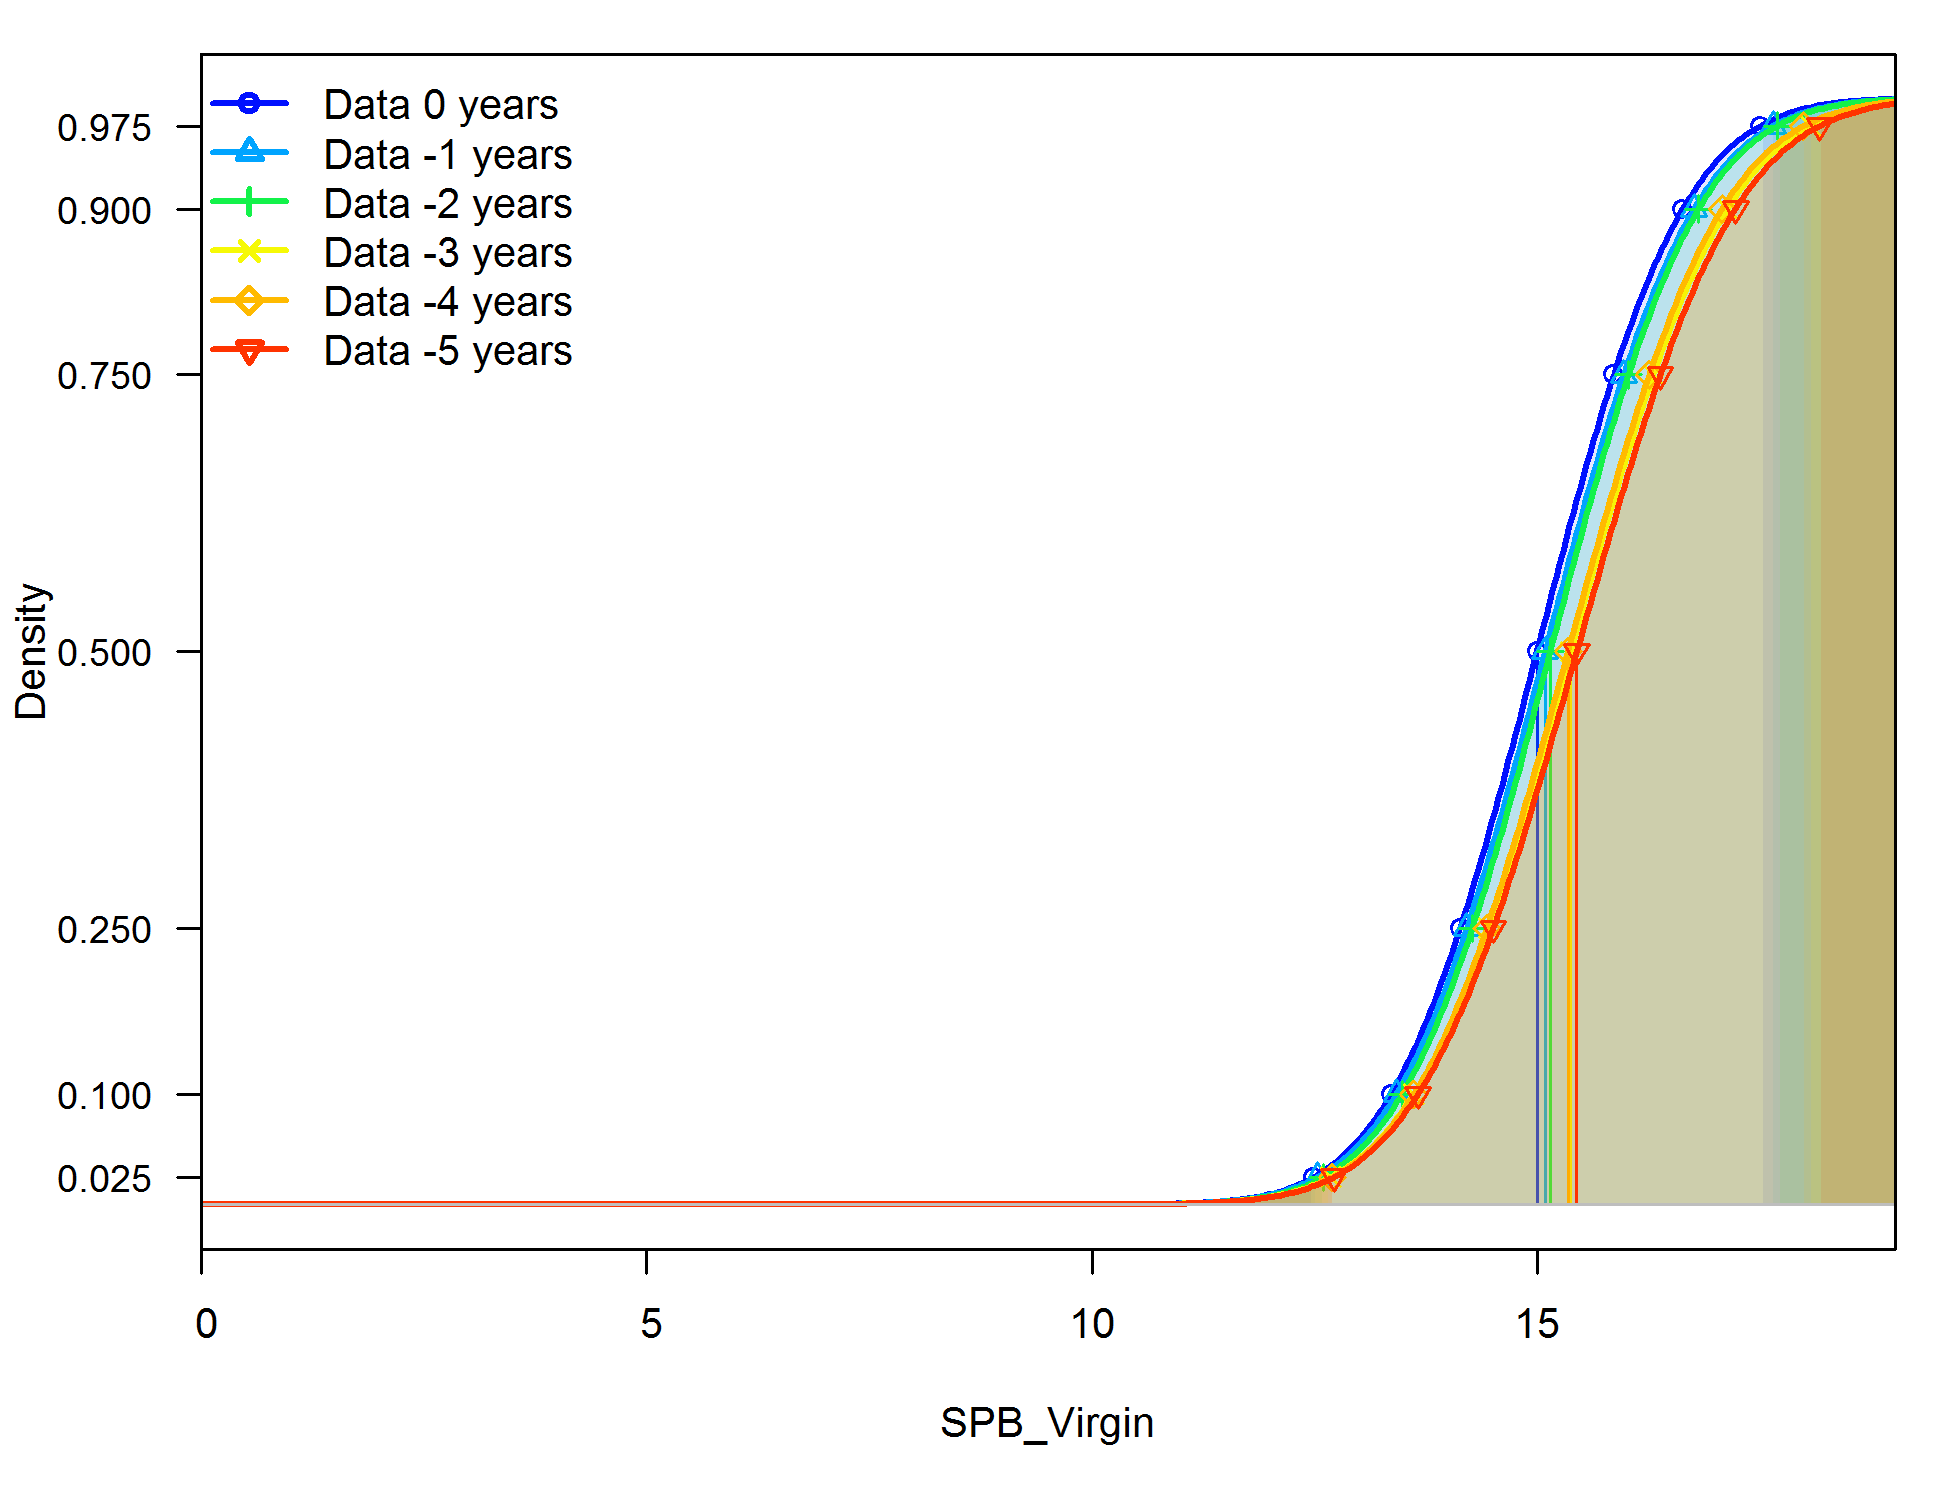 Data 0 years
Data -1 years
Data -2 years
Data -3 years
Data -4 years
Data -5 years
0.975
0.900
0.750
0.500
0.250
0.100
0.025
Density
0 5 10 15
SPB_Virgin